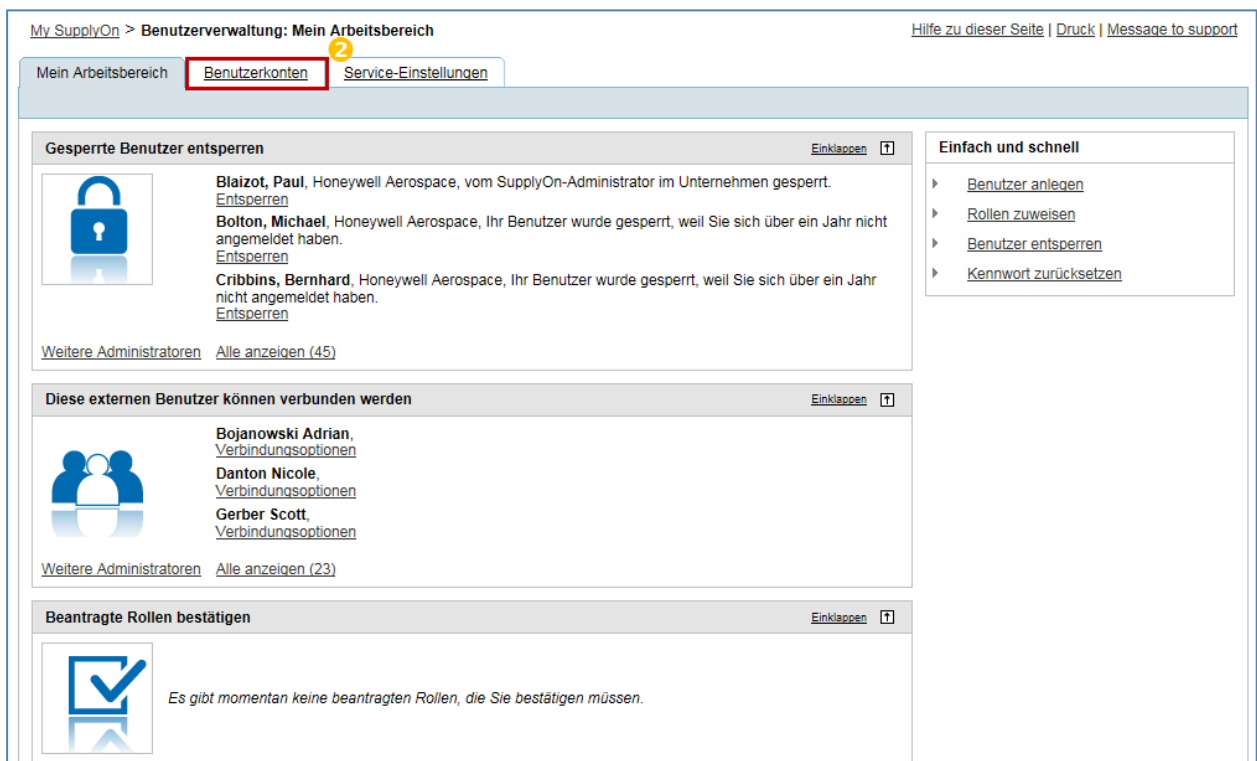 My SupplyOn > Benutzerverwaltung: Mein Arbeitsbereich
Hilfe zu dieser Seite | Druck | Message to support
2
Mein Arbeitsbereich Benutzerkonten Service-Einstellungen
Gesperrte Benutzer entsperren Einklappen
Blaizot, Paul, Honeywell Aerospace, vom SupplyOn-Administrator im Unternehmen gesperrt.
Entsperren
Bolton, Michael, Honeywell Aerospace, Ihr Benutzer wurde gesperrt, weil Sie sich über ein Jahr nicht
angemeldet haben.
Entsperren
Cribbins, Bernhard, Honeywell Aerospace, Ihr Benutzer wurde gesperrt, weil Sie sich über ein Jahr
nicht angemeldet haben.
Entsperren
Weitere Administratoren Alle anzeigen (45)
Diese externen Benutzer können verbunden werden Einklappen
Bojanowski Adrian,
Verbindungsoptionen
Danton Nicole,
Verbindungsoptionen
Gerber Scott,
Verbindungsoptionen
Weitere Administratoren Alle anzeigen (23)
Beantragte Rollen bestätigen Einklappen
Es gibt momentan keine beantragten Rollen, die Sie bestätigen müssen.
Einfach und schnell
Benutzer anlegen
Rollen zuweisen
Benutzer entsperren
Kennwort zurücksetzen